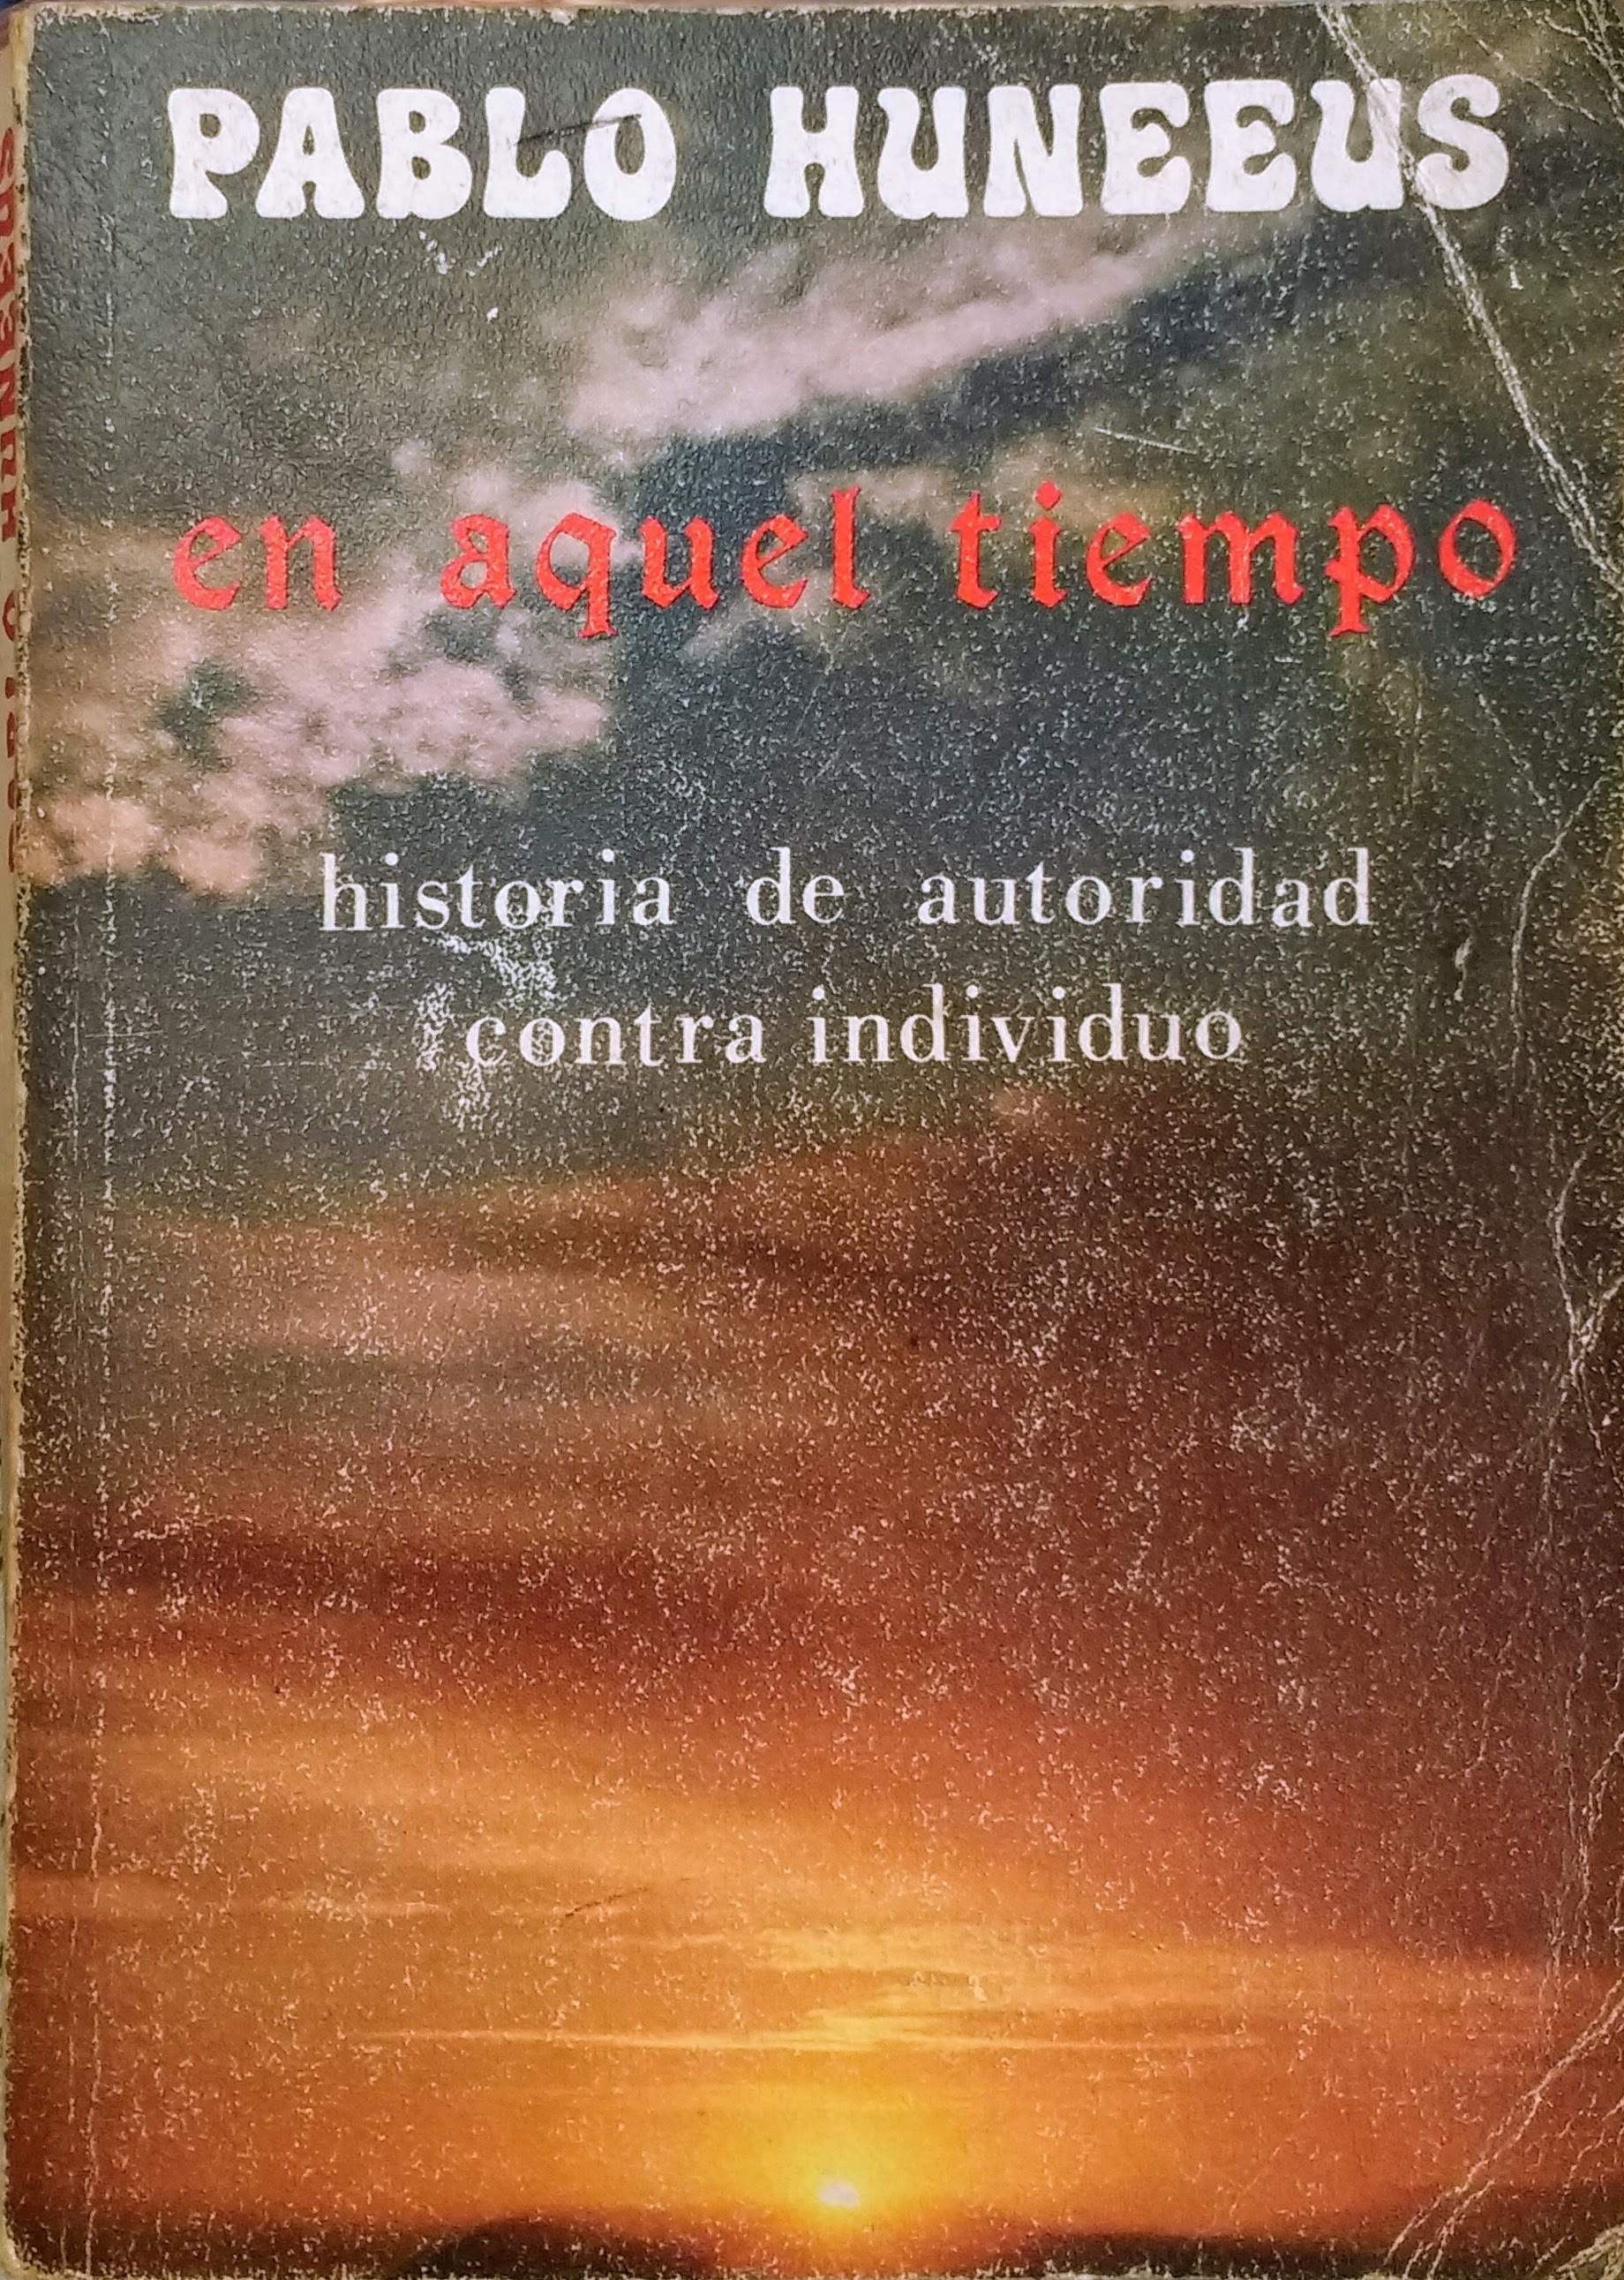 PABLO HUNEEUS
en aquel tiempo
historia de autoridad
contra individuo